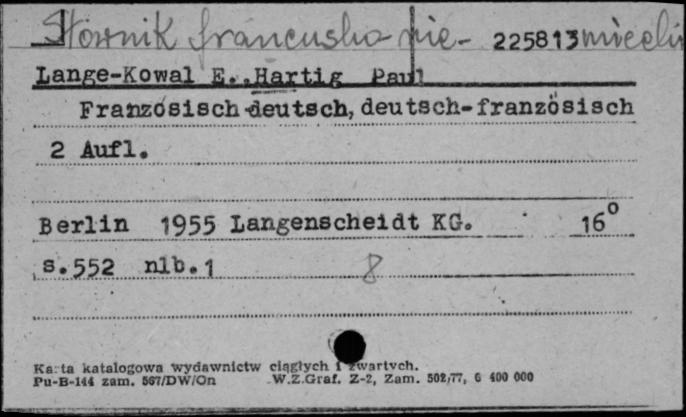 Słownik francusko nie- 225813 miecki
Lange-Kowal E..Hartig Paul
Französisch-deutsch, deutsch-französisch
2 Aufl.
Berlin 1955 Langenscheidt KG. 16°
s.552 nlb.1 8
Karta katalogowa wydawnictw ciągłych i zwartych.
Pu-B-144 zam. 567/DW/On W.Z.Graf. Z-2, Zam. 502/77, 6 400 000